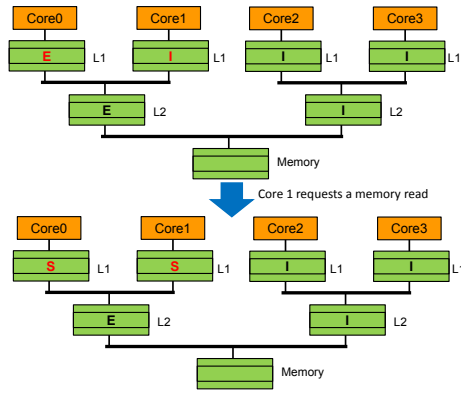 Core0 Core1 Core2 Core3
E L1 I L1 I L1 I L1
E L2 I L2
Memory
Core 1 requests a memory read
Core0 Core1 Core2 Core3
S L1 S L1 I L1 I L1
E L2 I L2
Memory